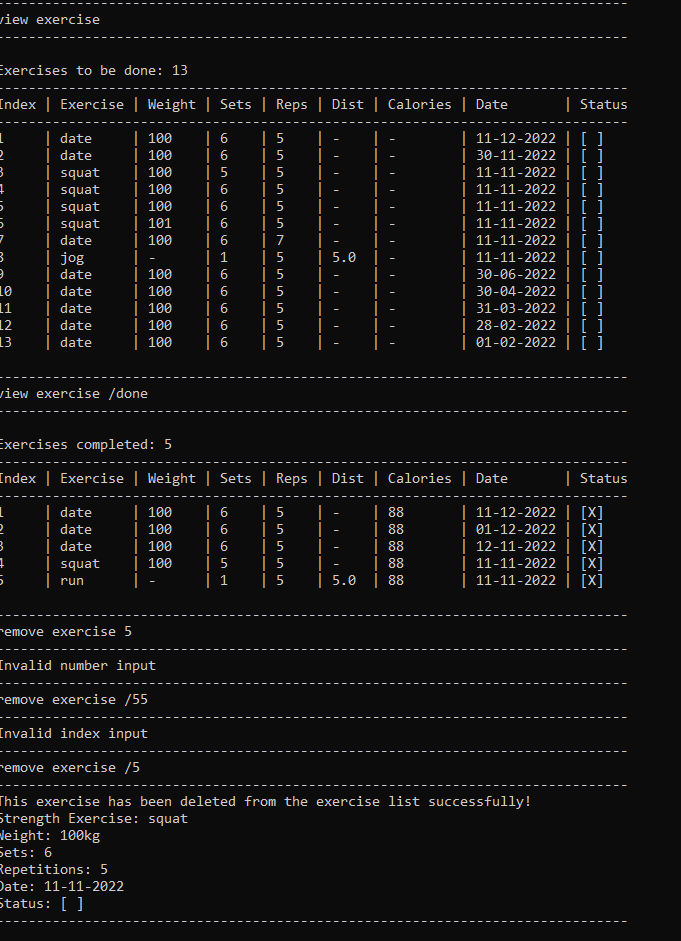 view exercise
Exercises to be done: 13
Index | Exercise | Weight | Sets | Reps | Dist | Calories | Date | Status
1 | date | 100 | 6 | 5 | - | - | 11-12-2022 | [ ]
2 | date | 100 | 6 | 5 | - | - | 30-11-2022 | [ ]
3 | squat | 100 | 5 | 5 | - | - | 11-11-2022 | [ ]
4 | squat | 100 | 6 | 5 | - | - | 11-11-2022 | [ ]
5 | squat | 100 | 6 | 5 | - | - | 11-11-2022 | [ ]
6 | squat | 101 | 6 | 5 | - | - | 11-11-2022 | [ ]
7 | date | 100 | 6 | 7 | - | - | 11-11-2022 | [ ]
8 | jog | - | 1 | 5 | 5.0 | - | 11-11-2022 | [ ]
9 | date | 100 | 6 | 5 | - | - | 30-06-2022 | [ ]
10 | date | 100 | 6 | 5 | - | - | 30-04-2022 | [ ]
11 | date | 100 | 6 | 5 | - | - | 31-03-2022 | [ ]
12 | date | 100 | 6 | 5 | - | - | 28-02-2022 | [ ]
13 | date | 100 | 6 | 5 | - | - | 01-02-2022 | [ ]
view exercise /done
Exercises completed: 5
Index | Exercise | Weight | Sets | Reps | Dist | Calories | Date | Status
1 | date | 100 | 6 | 5 | - | 88 | 11-12-2022 | [X]
2 | date | 100 | 6 | 5 | - | 88 | 01-12-2022 | [X]
3 | date | 100 | 6 | 5 | - | 88 | 12-11-2022 | [X]
4 | squat | 100 | 5 | 5 | - | 88 | 11-11-2022 | [X]
5 | run | - | 1 | 5 | 5.0 | 88 | 11-11-2022 | [X]
remove exercise 5
Invalid number input
remove exercise /55
Invalid index input
remove exercise /5
This exercise has been deleted from the exercise list successfully!
Strength Exercise: squat
Weight: 100kg
Sets: 6
Repetitions: 5
Date: 11-11-2022
Status: [ ]